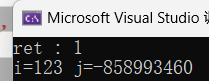 Microsoft Visual Studio
ret : 1
i=123 j=-858993460